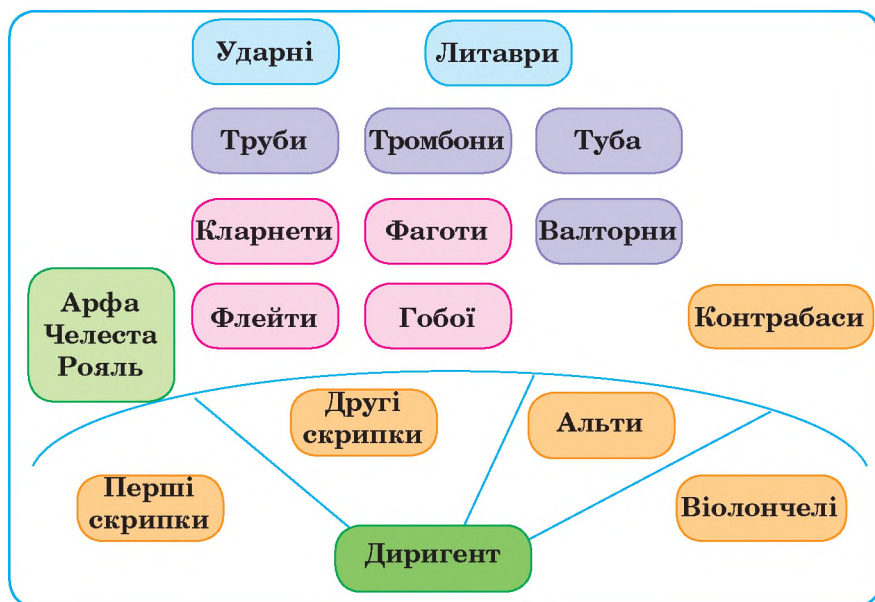 Ударні
Литаври
Труби
Тромбони
Туба
Кларнети
Фаготи
Валторни
Арфа
Челеста
Рояль
Флейти
Гобої
Контрабаси
Другі
скрипки
Альти
Перші
скрипки
Віолончелі
Диригент